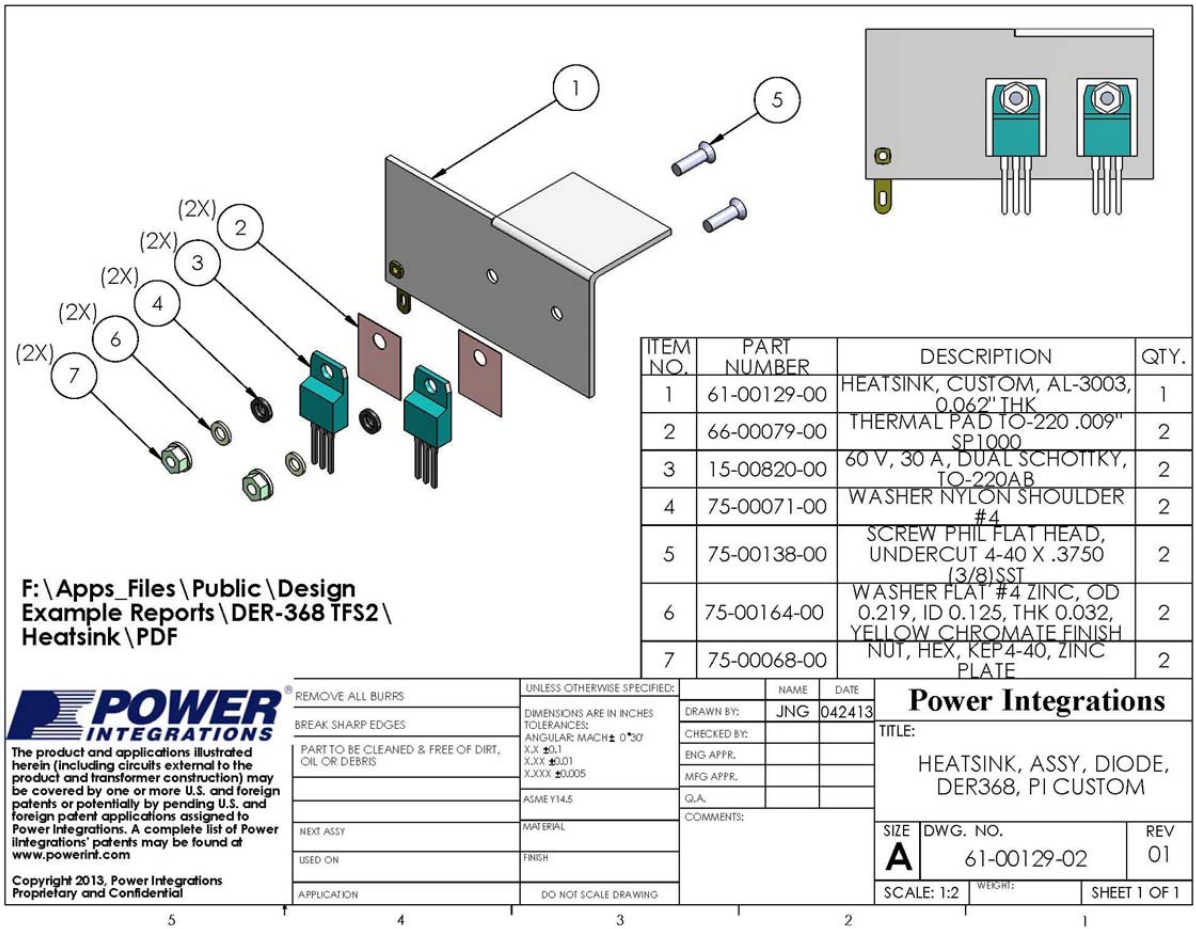 1
5
(2X)
2
(2X)
3
(2X)
4
(2X)
6
(2X)
7
ITEM NO. PART NUMBER DESCRIPTION QTY.
1 61-00129-00 HEATSINK, CUSTOM, AL-3003, 0.062" THK 1
2 66-00079-00 THERMAL PAD TO-220 .009" SP1000 2
3 15-00820-00 60 V, 30 A, DUAL SCHOTTKY, TO-220AB 2
4 75-00071-00 WASHER NYLON SHOULDER #4 2
5 75-00138-00 SCREW PHIL FLAT HEAD, UNDERCUT 4-40 X .3750 (3/8)SST 2
6 75-00164-00 WASHER FLAT #4 ZINC, OD 0.219, ID 0.125, THK 0.032, YELLOW CHROMATE FINISH 2
7 75-00068-00 NUT, HEX, KEP4-40, ZINC PLATE 2
F:\Apps_Files\Public\Design
Example Reports\DER-368 TFS2\
Heatsink\PDF
POWER
INTEGRATIONS
®
The product and applications illustrated
herein (including circuits external to the
product and transformer construction) may
be covered by one or more U.S. and foreign
patents or potentially by pending U.S. and
foreign patent applications assigned to
Power Integrations. A complete list of Power
iIntegrations' patents may be found at
www.powerint.com
Copyright 2013, Power Integrations
Proprietary and Confidential
REMOVE ALL BURRS
BREAK SHARP EDGES
PART TO BE CLEANED & FREE OF DIRT,
OIL OR DEBRIS
NEXT ASSY
USED ON
APPLICATION
UNLESS OTHERWISE SPECIFIED:
DIMENSIONS ARE IN INCHES
TOLERANCES:
ANGULAR: MACH± 0°30'
X.X ±0.1
X.XX ±0.01
X.XXX ±0.005
ASME Y14.5
MATERIAL
FINISH
DO NOT SCALE DRAWING
NAME DATE
DRAWN BY: JNG 042413
CHECKED BY:
ENG APPR.
MFG APPR.
Q.A.
COMMENTS:
Power Integrations
TITLE:
HEATSINK, ASSY, DIODE,
DER368, PI CUSTOM
SIZE DWG. NO. REV
A 61-00129-02 01
SCALE: 1:2 WEIGHT: SHEET 1 OF 1
5 4 3 2 1